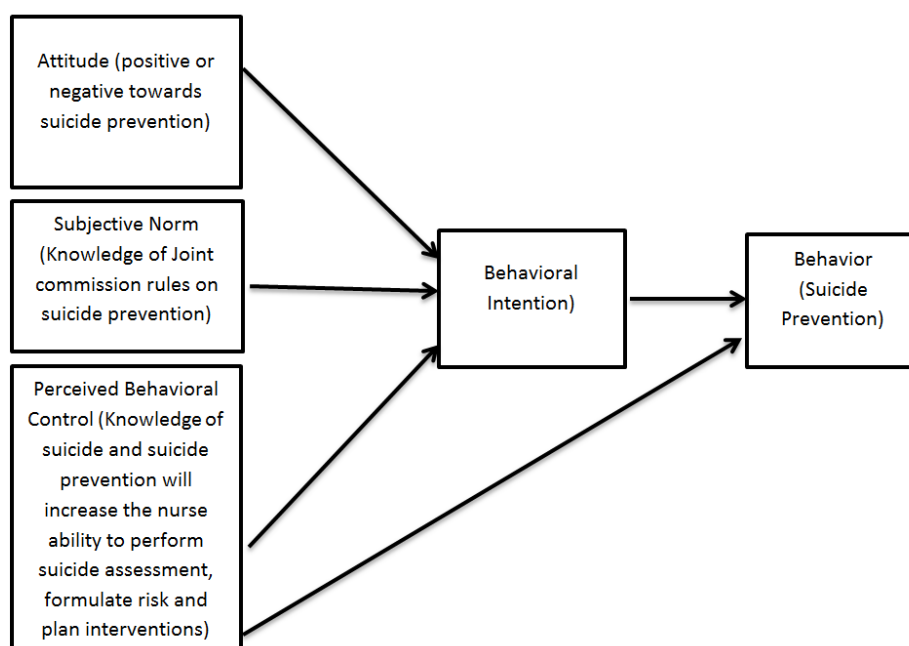 Attitude (positive or
negative towards
suicide prevention)
Subjective Norm
(Knowledge of Joint
commission rules on
suicide prevention)
Perceived Behavioral
Control (Knowledge of
suicide and suicide
prevention will
increase the nurse
ability to perform
suicide assessment,
formulate risk and
plan interventions)
Behavioral
Intention)
Behavior
(Suicide
Prevention)